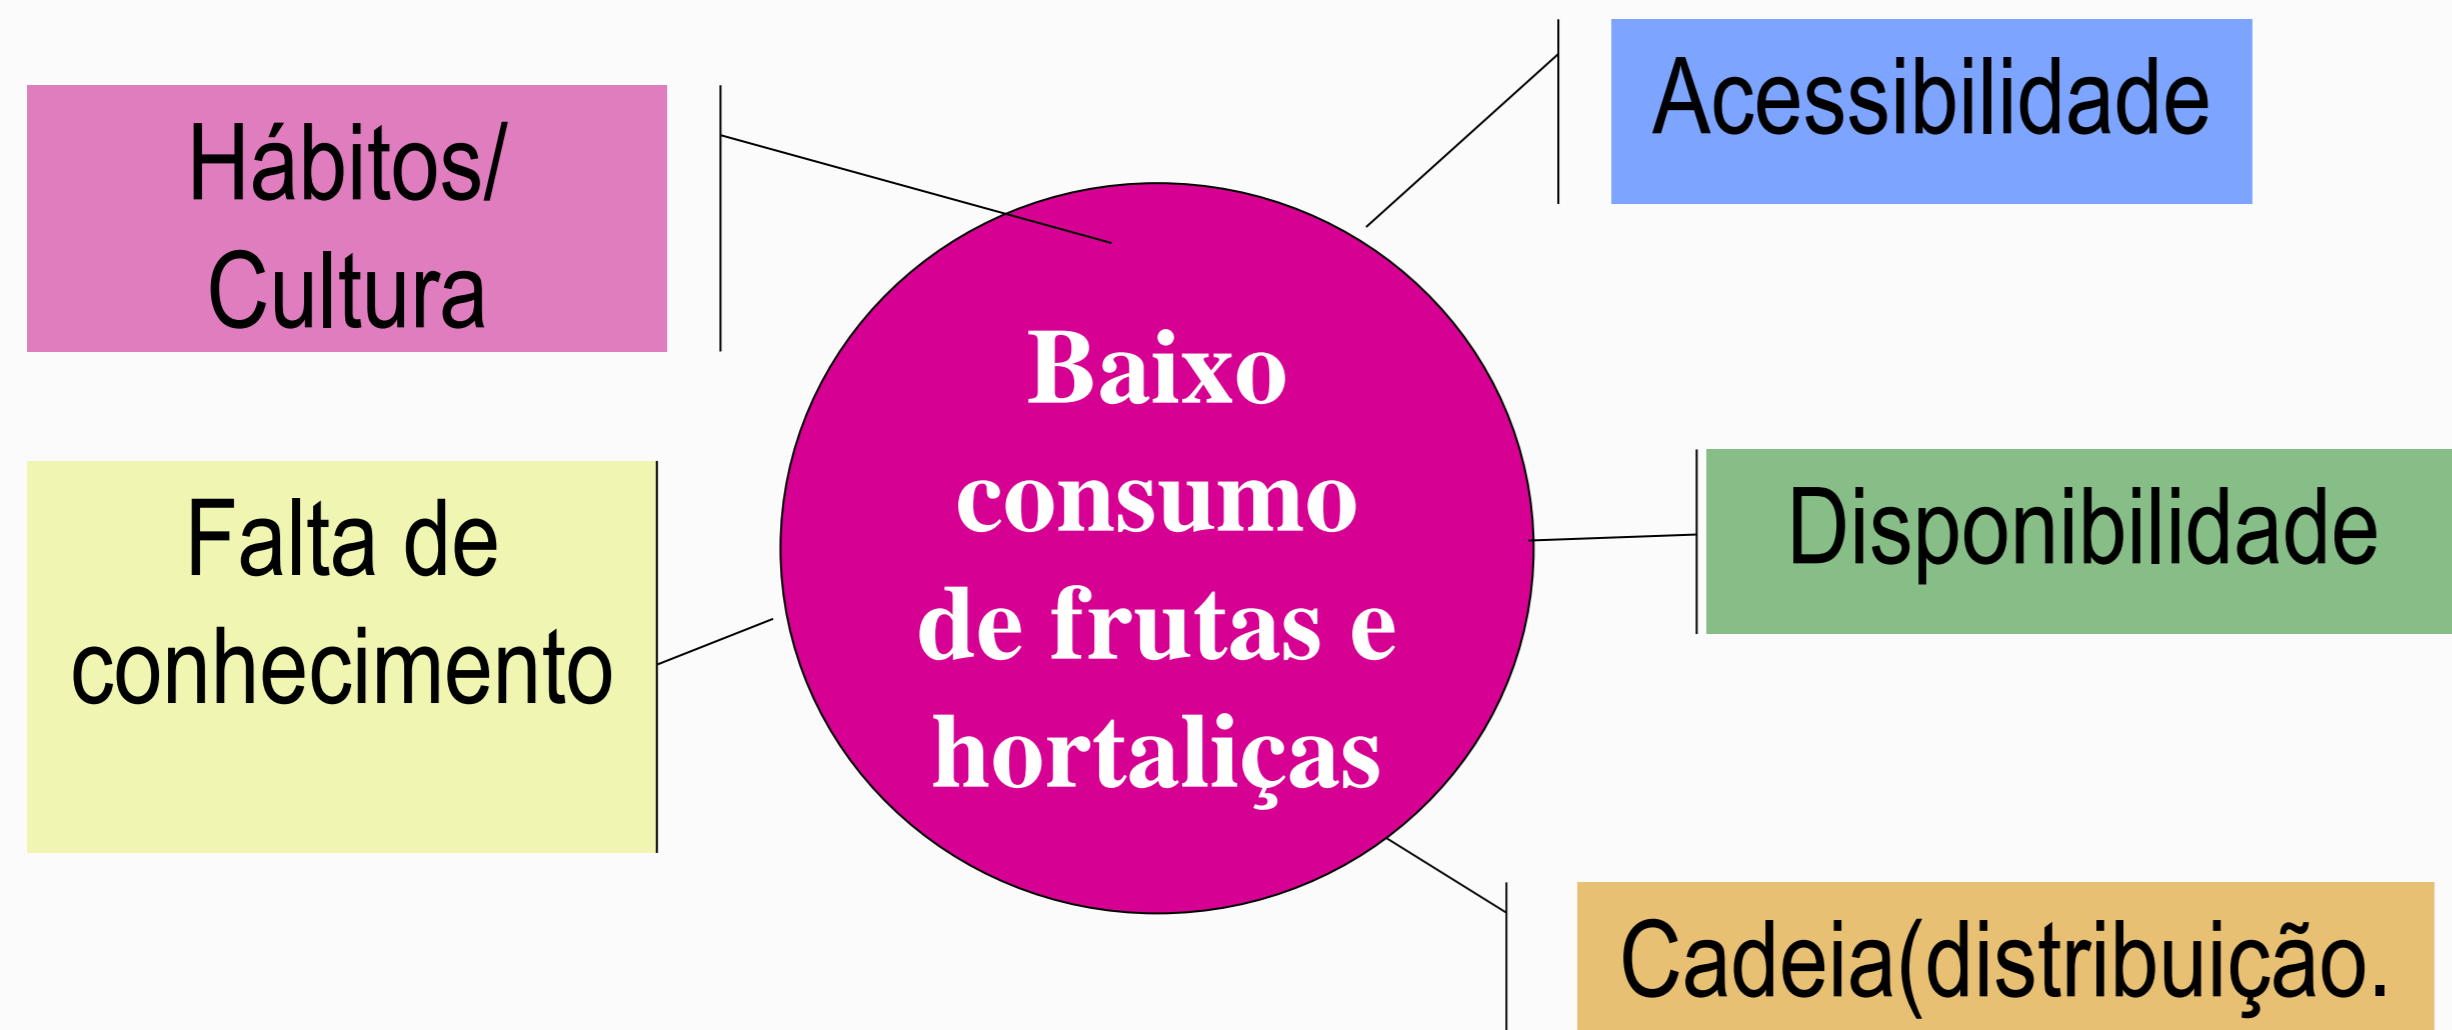 Hábitos/
Cultura
Acessibilidade
Baixo
consumo
de frutas e
hortaliças
Falta de
conhecimento
Disponibilidade
Cadeia(distribuição.